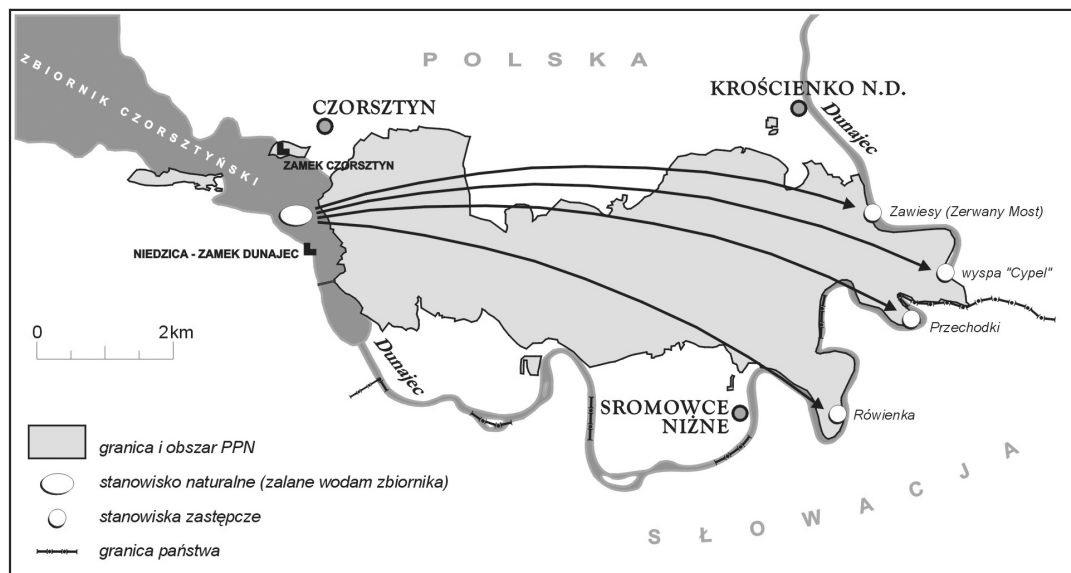 POLSKA
ZBIORNIK CZORSZTYŃSKI
CZORSZTYN
KROŚCIENKO N.D.
Dunajec
ZAMEK CZORSZTYN
Zawiesy (Zerwany Most)
NIEDZICA - ZAMEK DUNAJEC
wyspa "Cypel"
0 2km
Przechodki
Dunajec
SROMOWCE
NIŻNE
Rówienka
granica i obszar PPN
stanowisko naturalne (zalane wodam zbiornika)
stanowiska zastępcze
granica państwa
SŁOWACJA